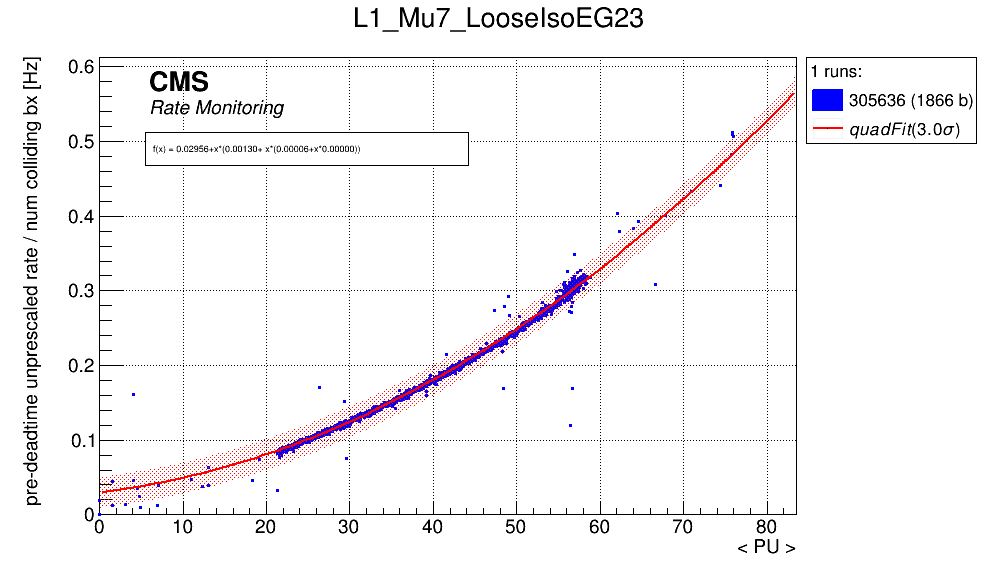 L1_Mu7_LooseIsoEG23
pre-deadtime unprescaled rate / num colliding bx [Hz]
CMS
Rate Monitoring
f(x) = 0.02956+x*(0.00130+ x*(0.00006+x*0.00000))
1 runs:
305636 (1866 b)
quadFit(3.0σ)
0.6
0.5
0.4
0.3
0.2
0.1
0
0 10 20 30 40 50 60 70 80
< PU >